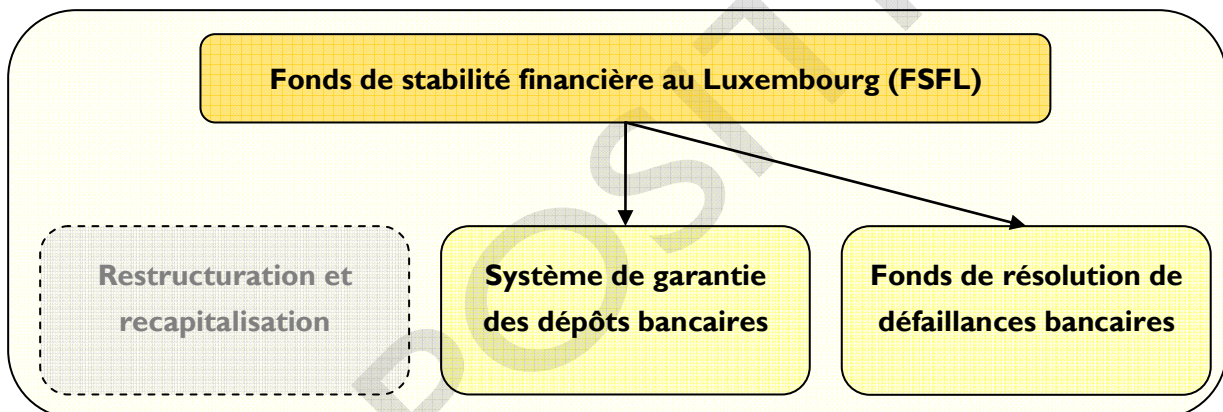 Fonds de stabilité financière au Luxembourg (FSFL)
Restructuration et
recapitalisation
Système de garantie
des dépôts bancaires
Fonds de résolution de
défaillances bancaires
POSIT